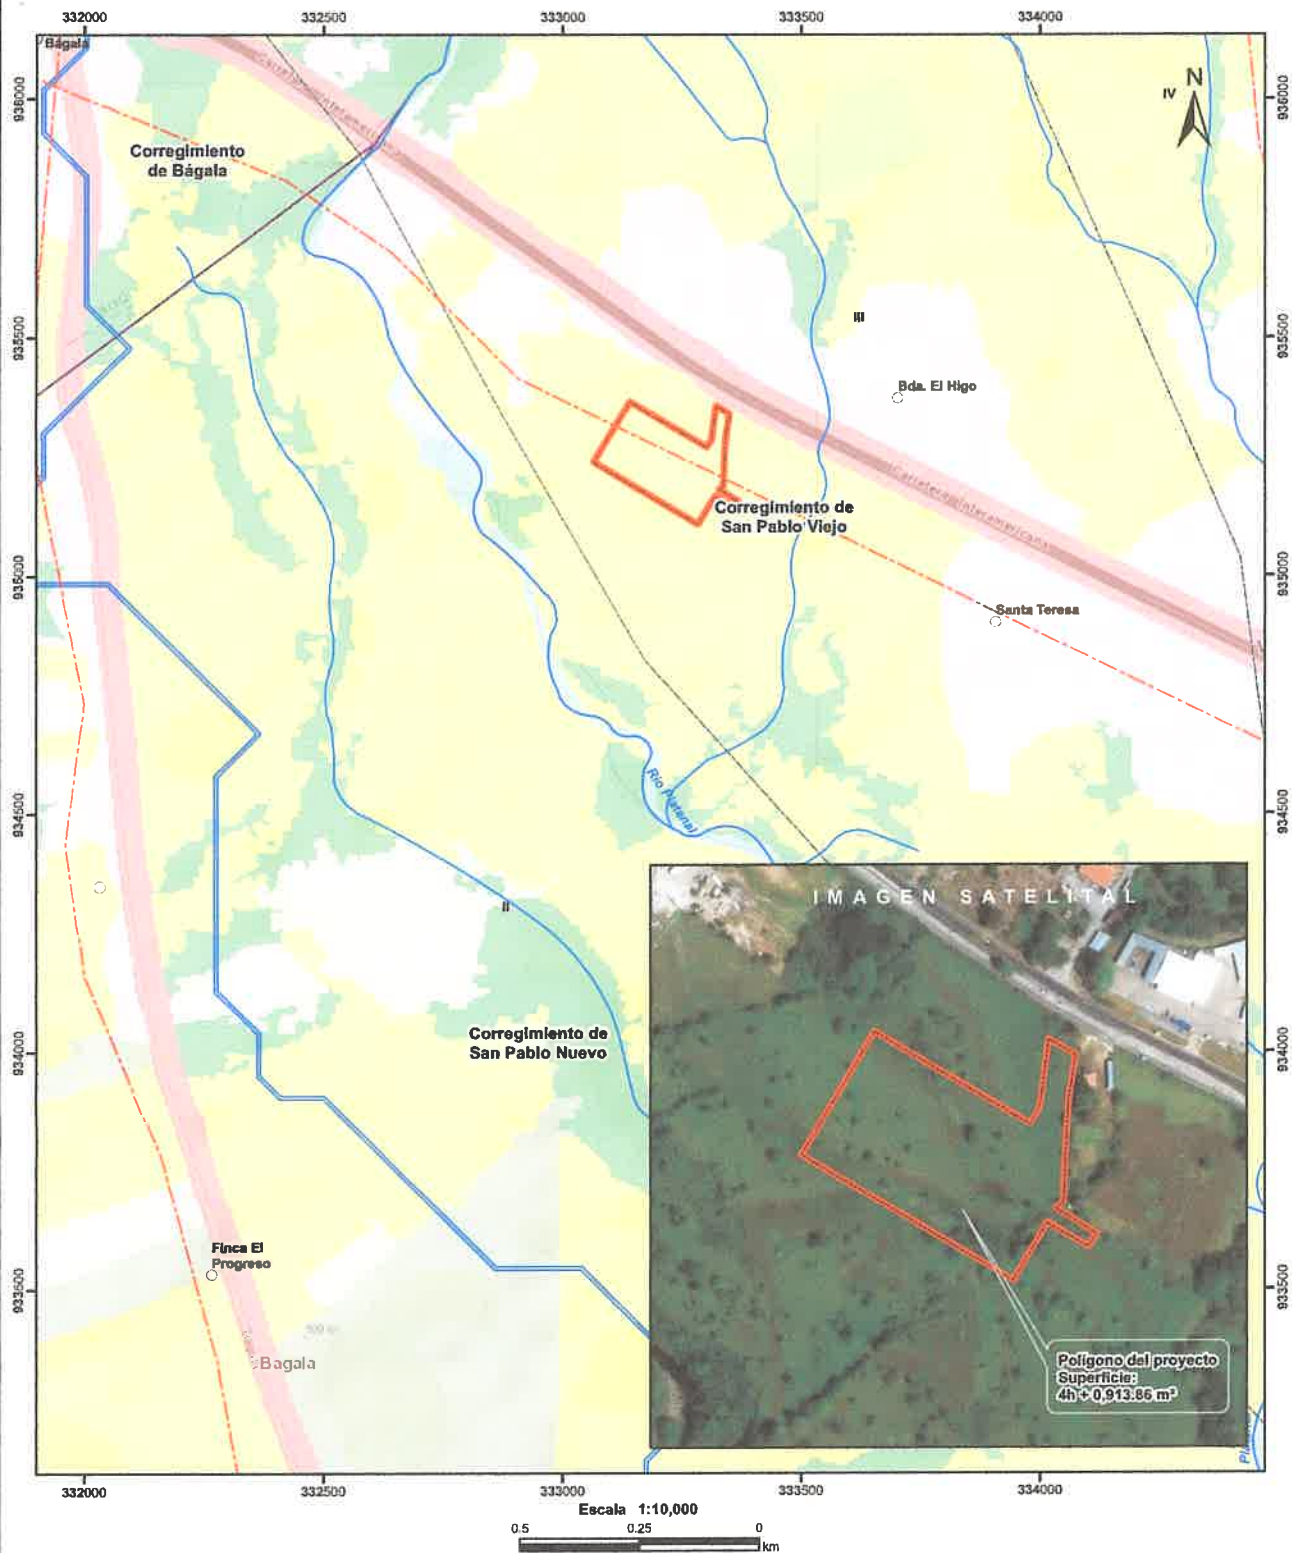 332000
332500
333000
333500
334000
936000
935500
935000
934500
934000
933500
936000
935500
935000
934500
934000
933500
Bágala
Carretera Interamericana
N
IV
Corregimiento
de Bágala
III
Bda. El Higo
Carretera Interamericana
Corregimiento de
San Pablo Viejo
Santa Teresa
Río Platanal
II
Corregimiento de
San Pablo Nuevo
Finca El
Progreso
Bagala
IMAGEN SATELITAL
Polígono del proyecto
Superficie:
4h + 0,913.86 m²
332000
332500
333000
333500
334000
Escala 1:10,000
0.5
0.25
0
km